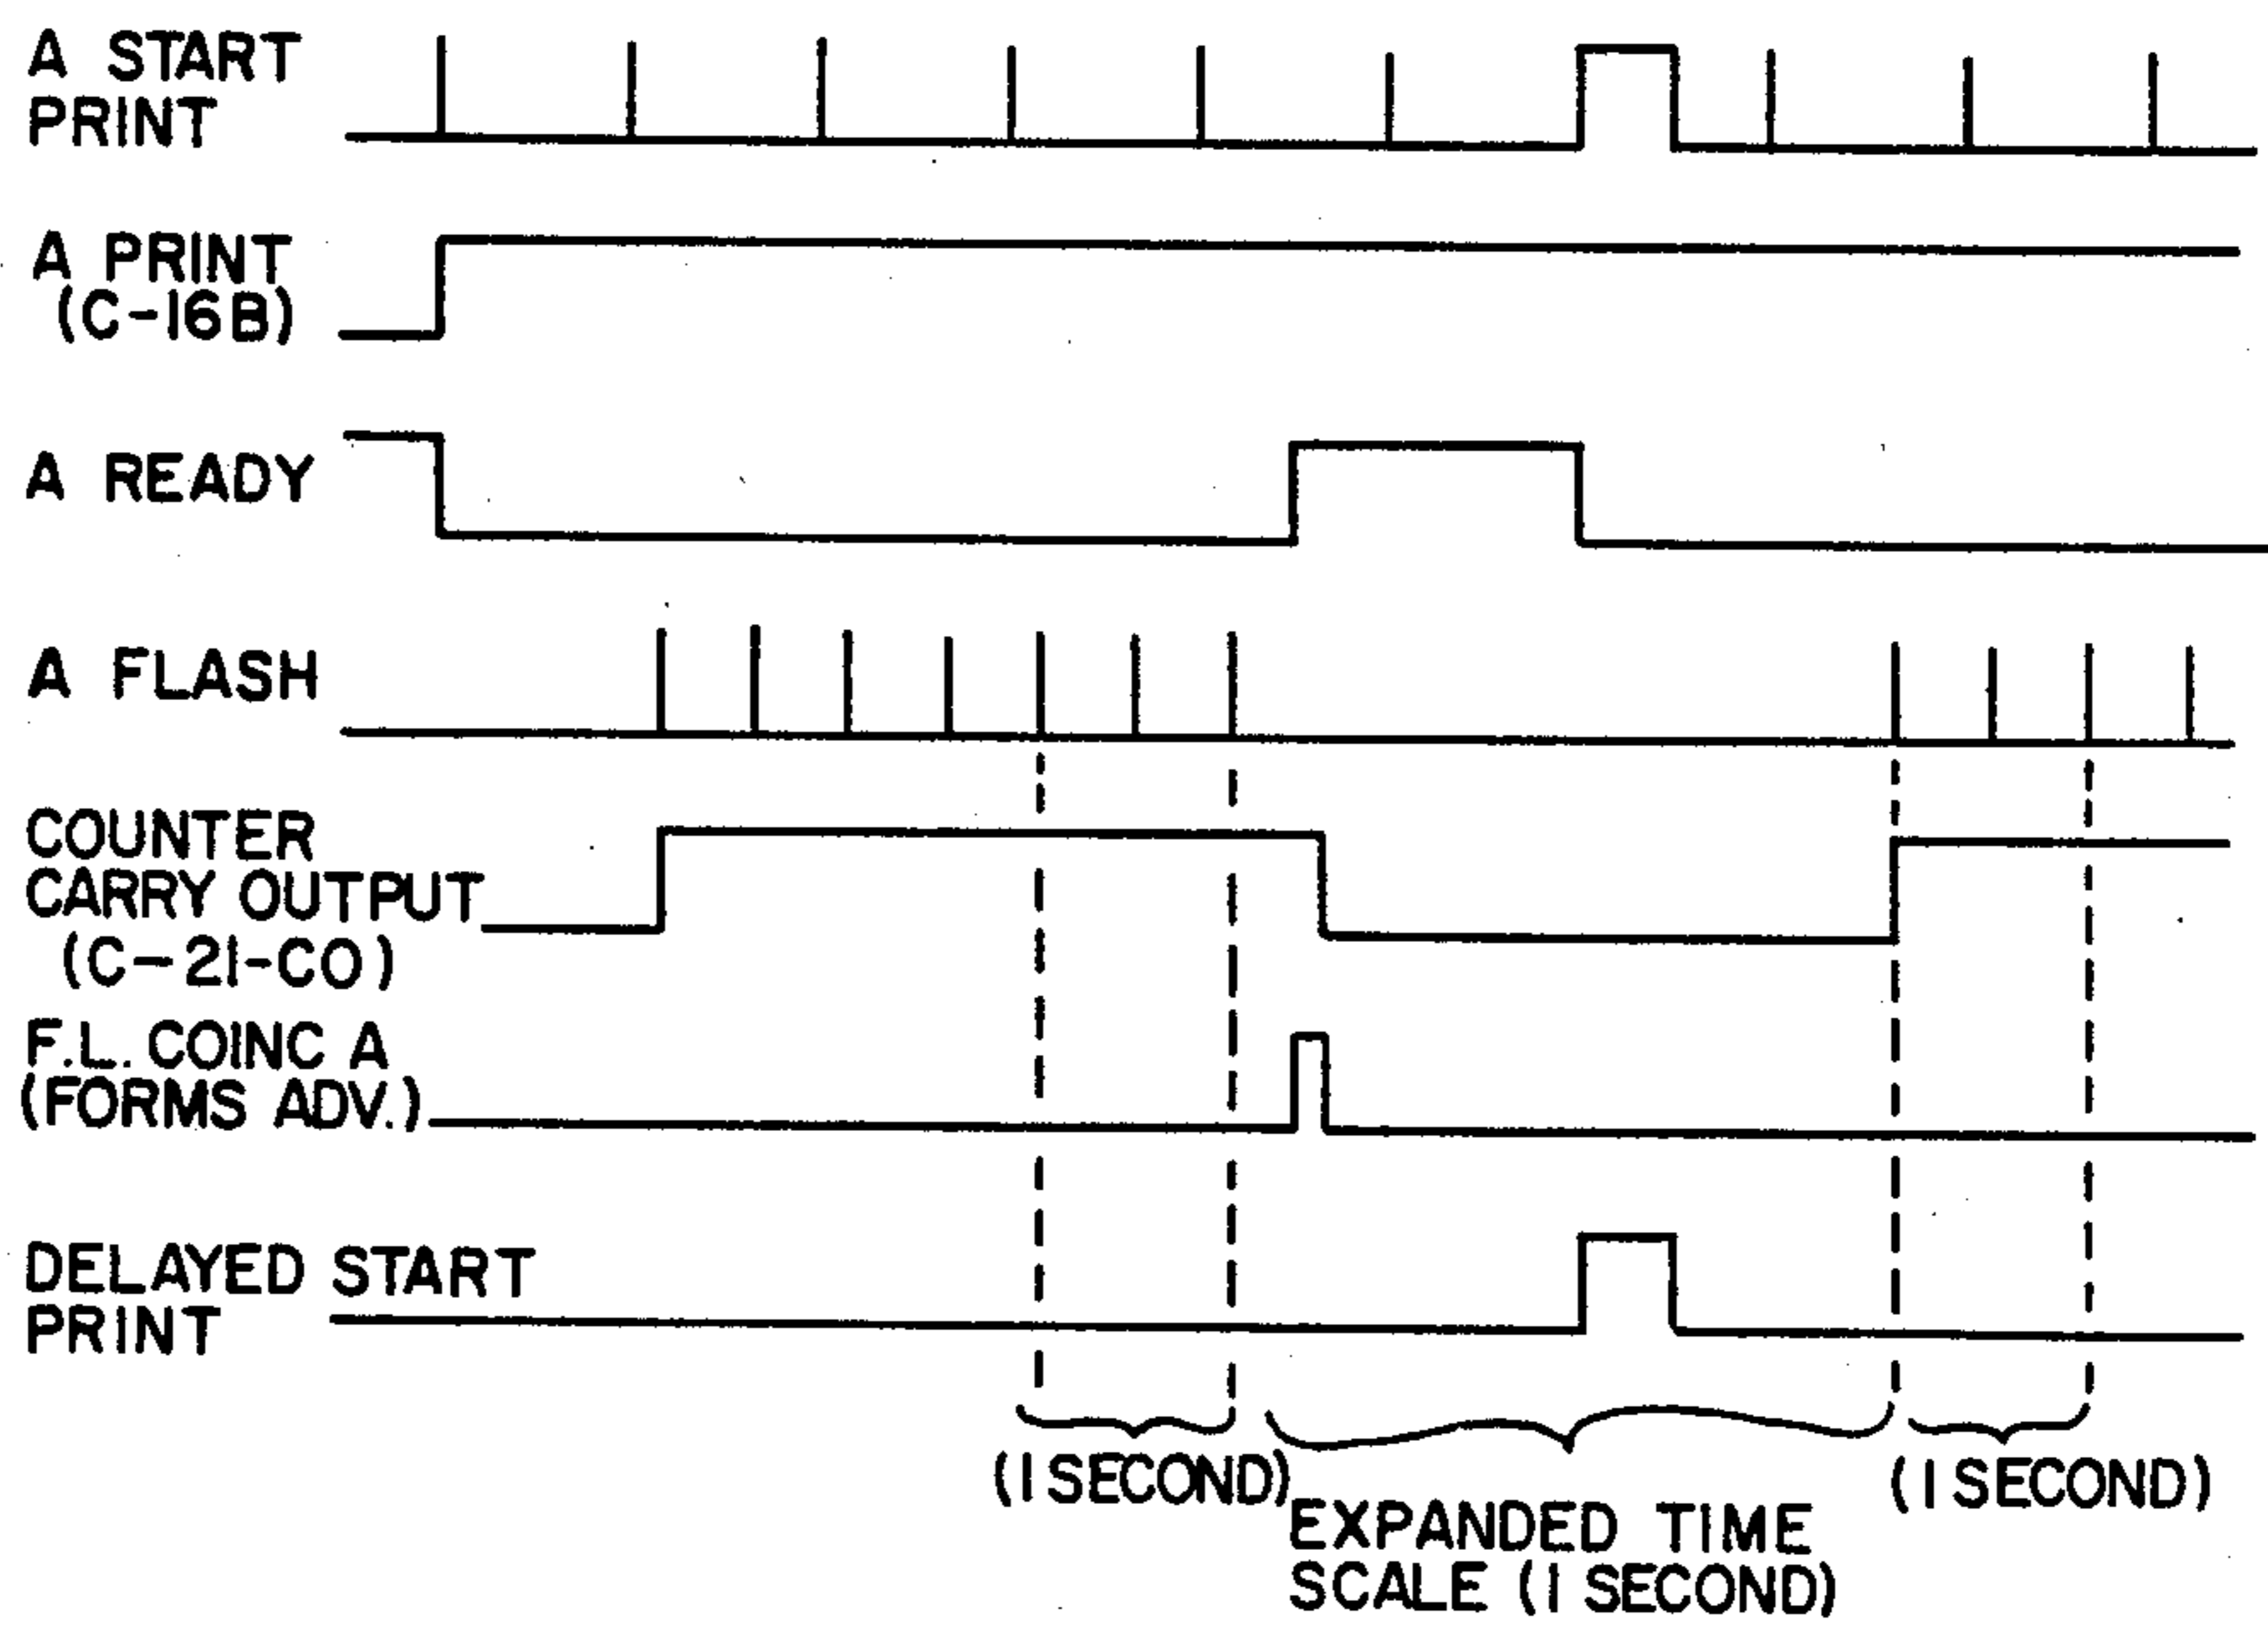 A START
PRINT
A PRINT
(C-16B)
A READY
A FLASH
COUNTER
CARRY OUTPUT
(C-21-CO)
F.L. COINC A
(FORMS ADV.)
DELAYED START
PRINT
(1 SECOND)
EXPANDED TIME
SCALE (1 SECOND)
(1 SECOND)